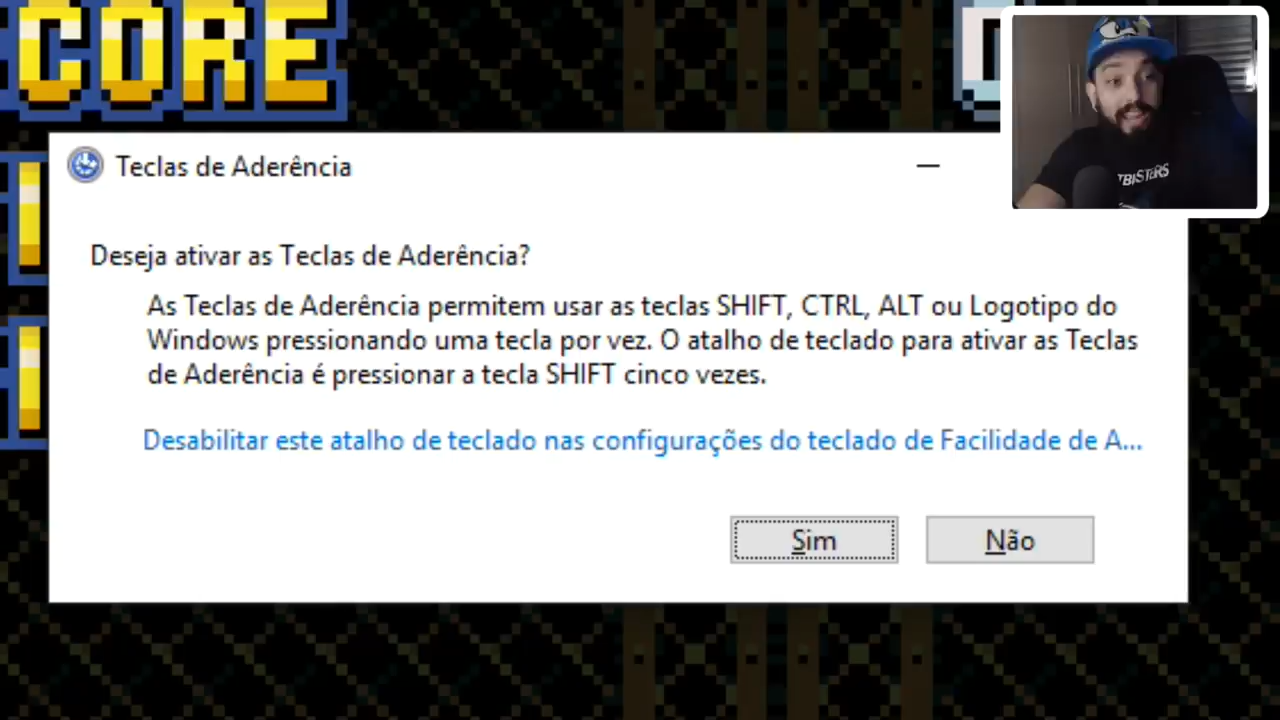 CORE
Teclas de Aderência
TBISTERS
Deseja ativar as Teclas de Aderência?
As Teclas de Aderência permitem usar as teclas SHIFT, CTRL, ALT ou Logotipo do
Windows pressionando uma tecla por vez. O atalho de teclado para ativar as Teclas
de Aderência é pressionar a tecla SHIFT cinco vezes.
Desabilitar este atalho de teclado nas configurações do teclado de Facilidade de A...
Sim
Não